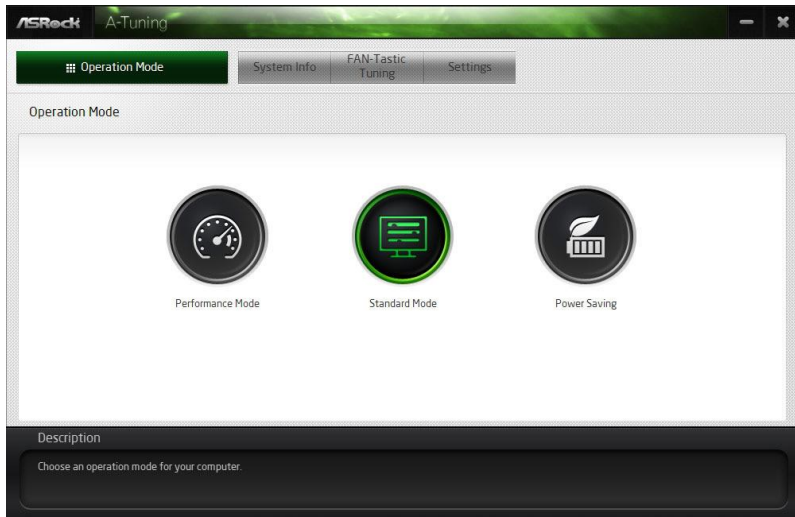 ASRock A-Tuning
Operation Mode
System Info
FAN-Tastic
Tuning
Settings
Operation Mode
Performance Mode
Standard Mode
Power Saving
Description
Choose an operation mode for your computer.